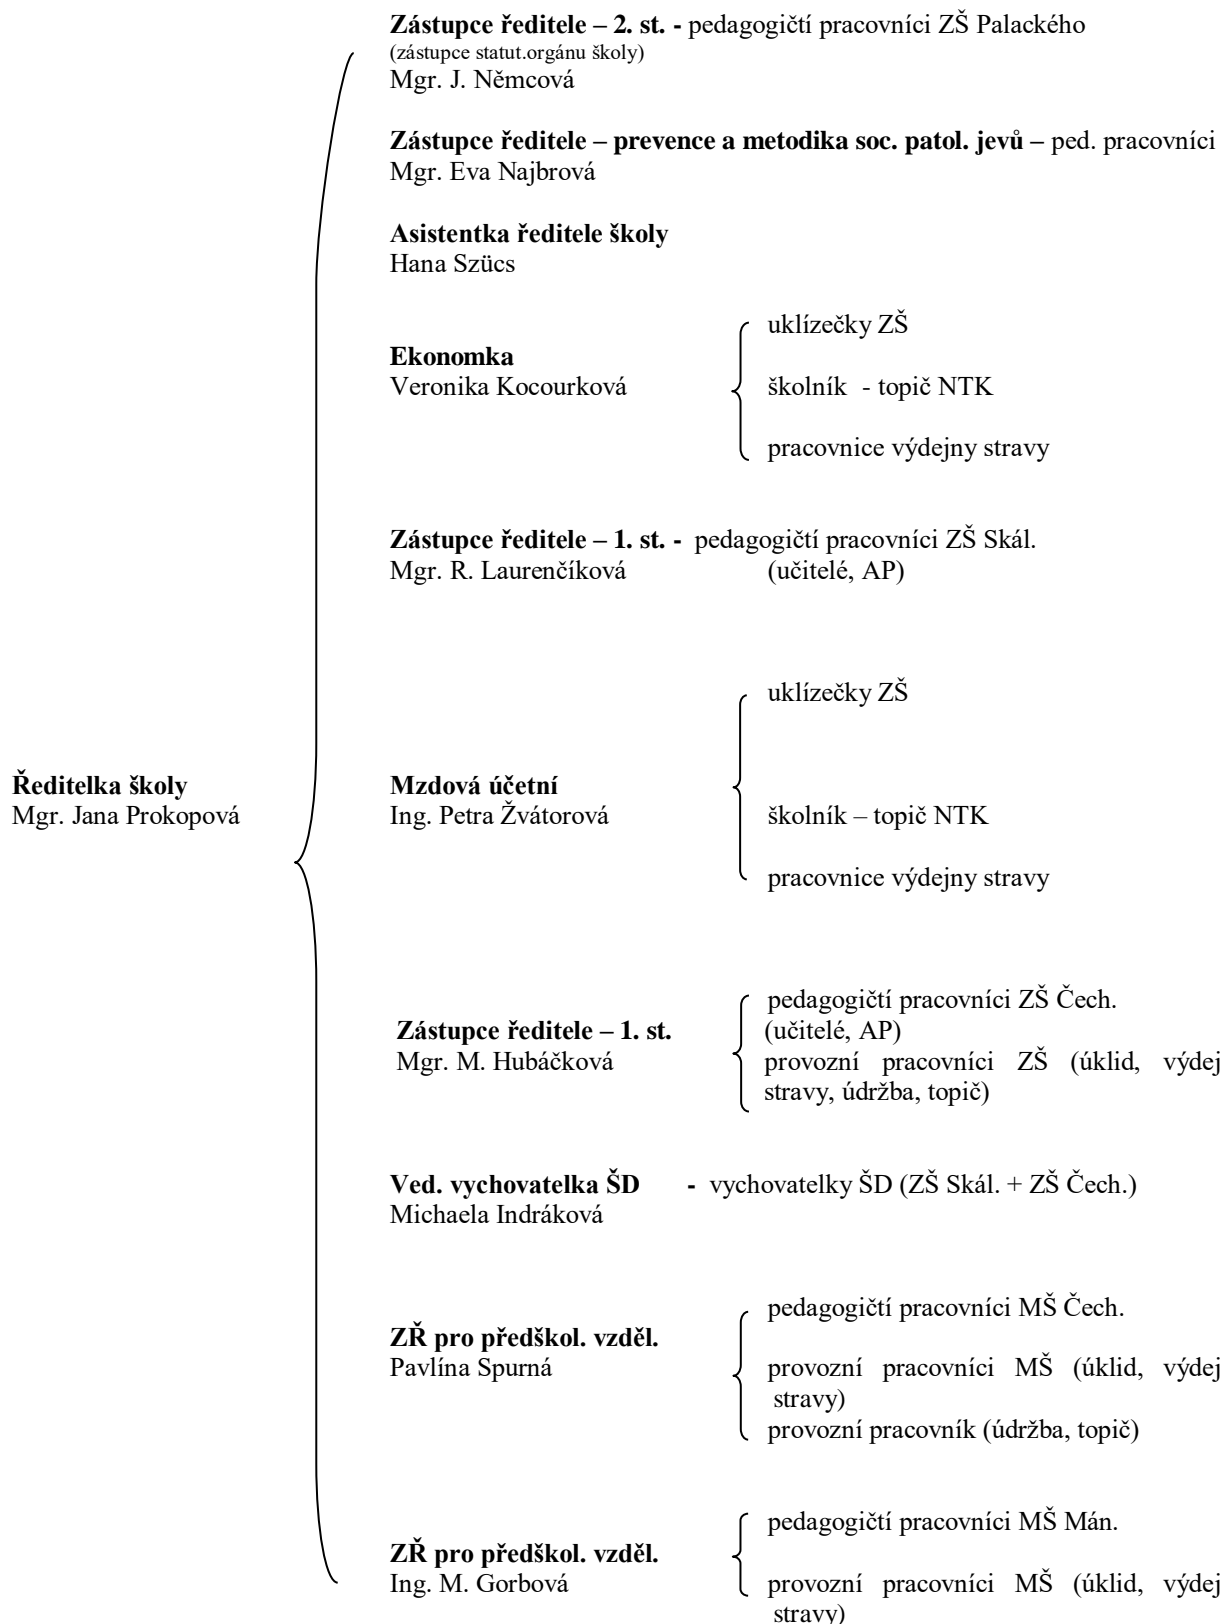 Zástupce ředitele – 2. st. - pedagogičtí pracovníci ZŠ Palackého
(zástupce statut.orgánu školy)
Mgr. J. Němcová
Zástupce ředitele – prevence a metodika soc. patol. jevů – ped. pracovníci
Mgr. Eva Najbrová
Asistentka ředitele školy
Hana Szücs
uklízečky ZŠ
Ekonomka
Veronika Kocourková
školník - topič NTK
pracovnice výdejny stravy
Zástupce ředitele – 1. st. - pedagogičtí pracovníci ZŠ Skál.
Mgr. R. Laurenčíková (učitelé, AP)
uklízečky ZŠ
Ředitelka školy
Mgr. Jana Prokopová
Mzdová účetní
Ing. Petra Žvátorová
školník – topič NTK
pracovnice výdejny stravy
pedagogičtí pracovníci ZŠ Čech.
(učitelé, AP)
Zástupce ředitele – 1. st.
Mgr. M. Hubáčková
provozní pracovníci ZŠ (úklid, výdej
stravy, údržba, topič)
Ved. vychovatelka ŠD - vychovatelky ŠD (ZŠ Skál. + ZŠ Čech.)
Michaela Indráková
pedagogičtí pracovníci MŠ Čech.
ZŘ pro předškol. vzděl.
Pavlína Spurná
provozní pracovníci MŠ (úklid, výdej
stravy)
provozní pracovník (údržba, topič)
pedagogičtí pracovníci MŠ Mán.
ZŘ pro předškol. vzděl.
Ing. M. Gorbová
provozní pracovníci MŠ (úklid, výdej
stravy)